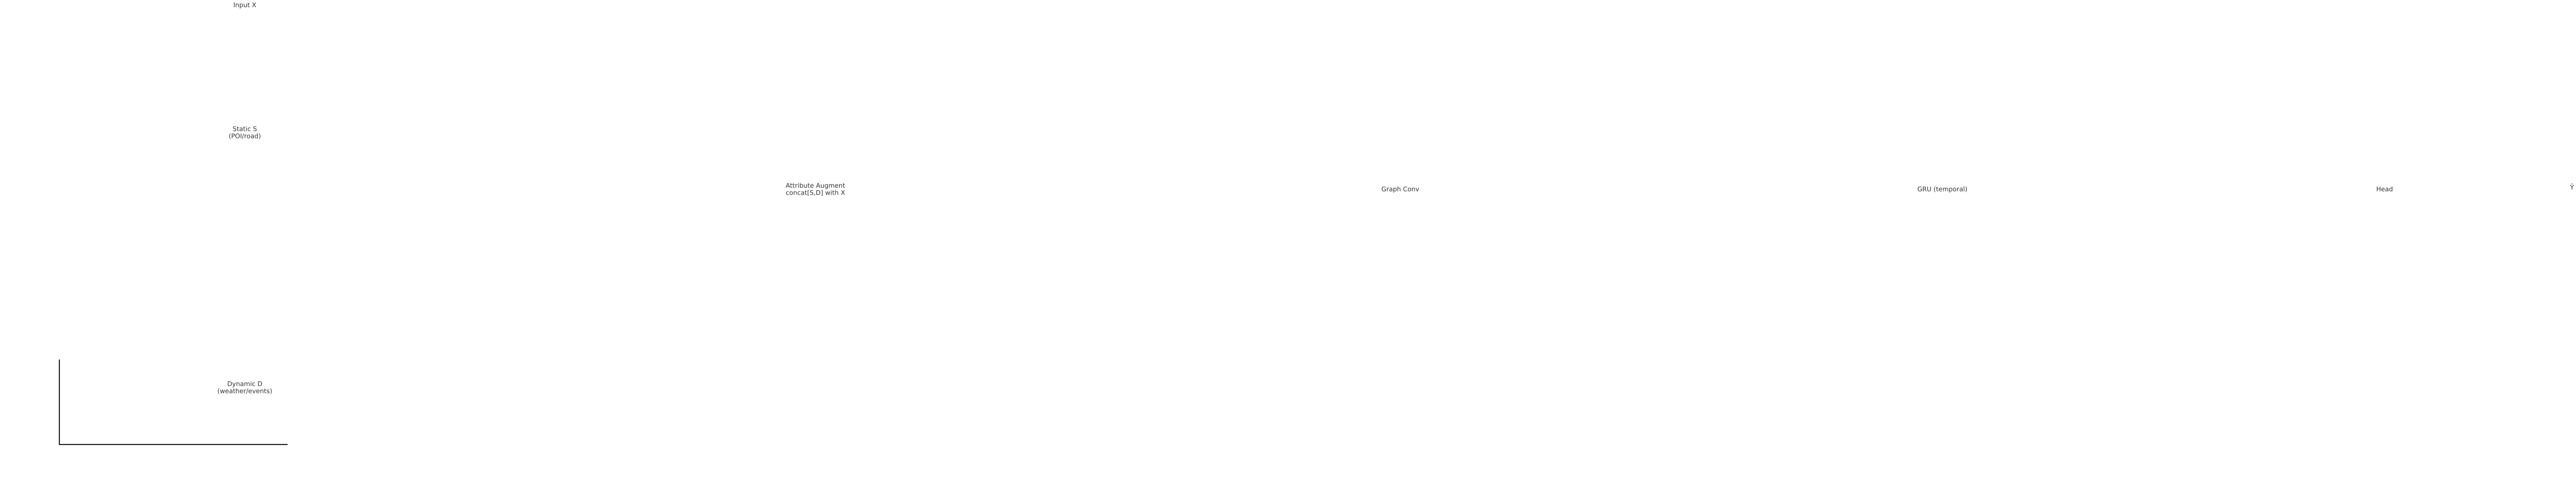 Input X
Static S
(POI/road)
Attribute Augment
concat[S,D] with X
Graph Conv
GRU (temporal)
Head
Ŷ
Dynamic D
(weather/events)